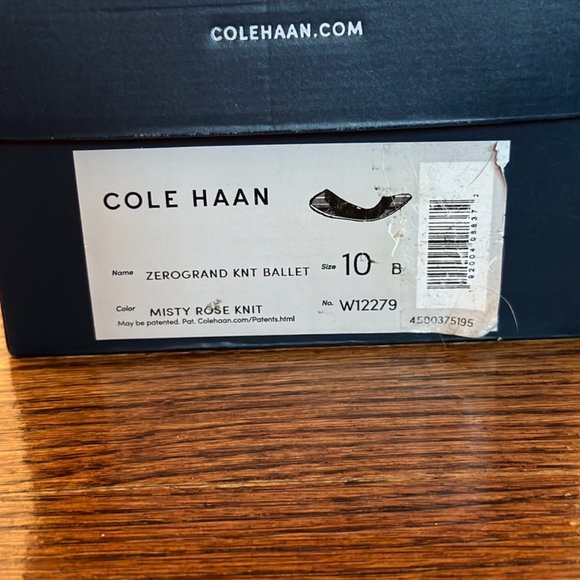 COLEHAAN.COM
COLE HAAN
Name ZEROGRAND KNT BALLET Size 10 B
Color MISTY ROSE KNIT No. W12279
May be patented. Pat. Colehaan.com/Patents.html
4500375195